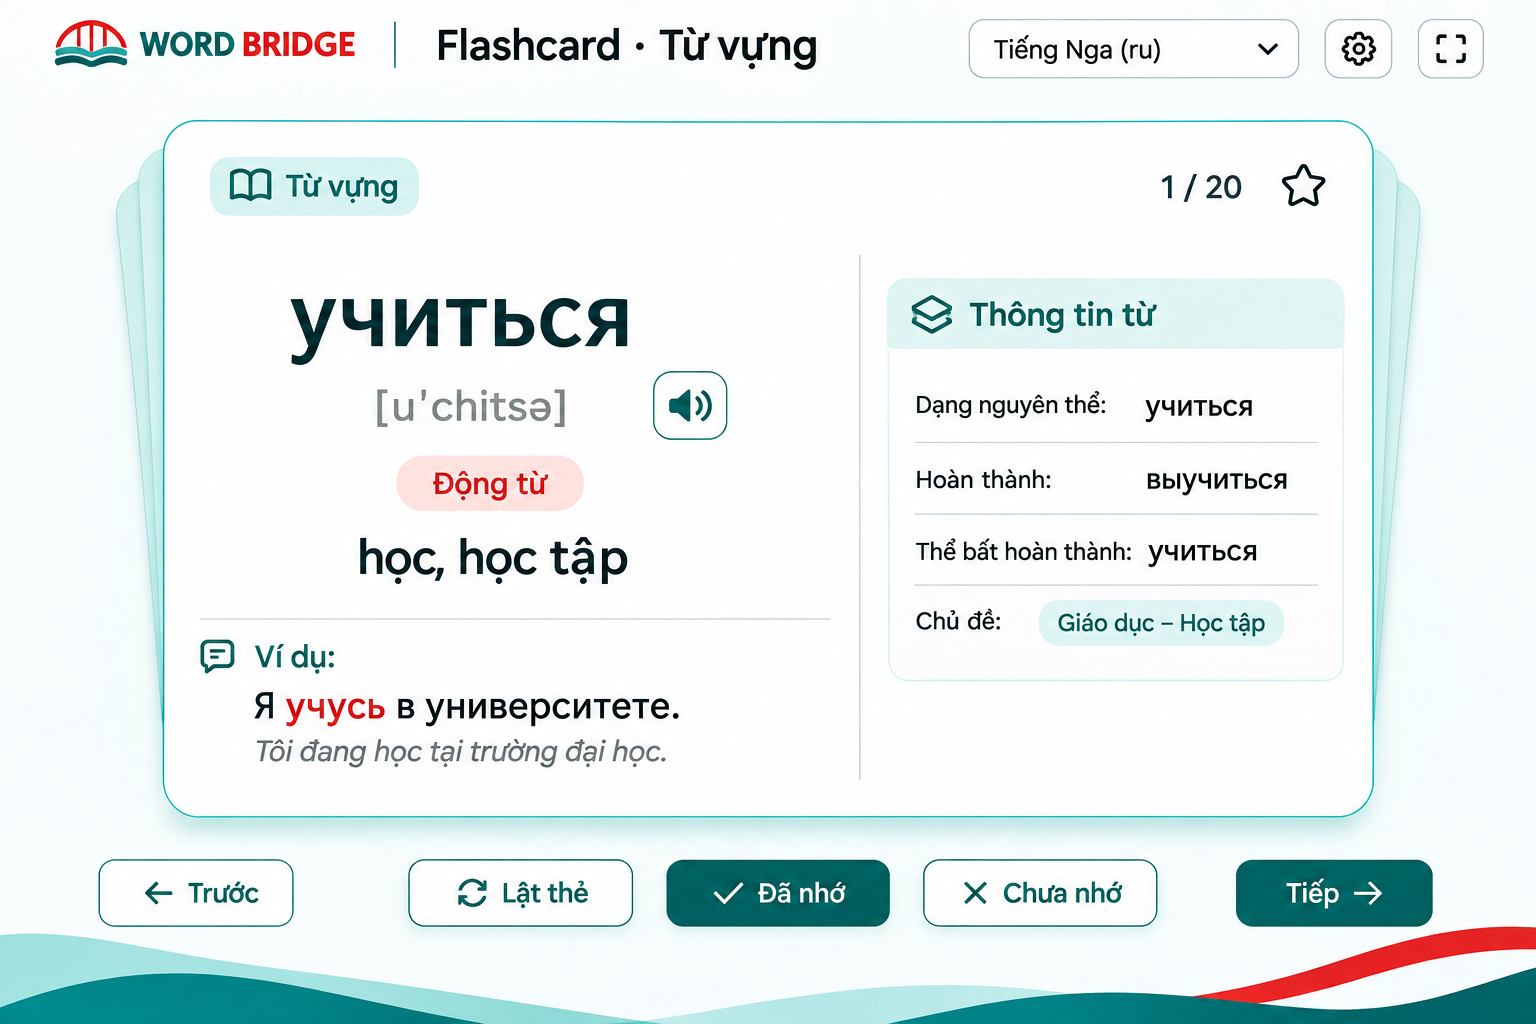 WORD BRIDGE
Flashcard · Từ vựng
Tiếng Nga (ru)
Từ vựng
1 / 20
учиться
[u'chitsə]
Động từ
học, học tập
Ví dụ:
Я учусь в университете.
Tôi đang học tại trường đại học.
Thông tin từ
Dạng nguyên thể: учиться
Hoàn thành: выучиться
Thể bất hoàn thành: учиться
Chủ đề: Giáo dục – Học tập
Trước
Lật thẻ
Đã nhớ
Chưa nhớ
Tiếp